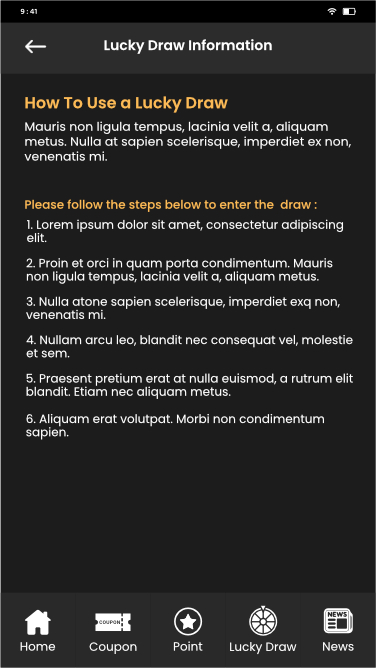 9:41
Lucky Draw Information
How To Use a Lucky Draw
Mauris non ligula tempus, lacinia velit a, aliquam
metus. Nulla at sapien scelerisque, imperdiet ex non,
venenatis mi.
Please follow the steps below to enter the draw :
1. Lorem ipsum dolor sit amet, consectetur adipiscing
elit.
2. Proin et orci in quam porta condimentum. Mauris
non ligula tempus, lacinia velit a, aliquam metus.
3. Nulla atone sapien scelerisque, imperdiet exq non,
venenatis mi.
4. Nullam arcu leo, blandit nec consequat vel, molestie
et sem.
5. Praesent pretium erat at nulla euismod, a rutrum elit
blandit. Etiam nec aliquam metus.
6. Aliquam erat volutpat. Morbi non condimentum
sapien.
COUPON
NEWS
Home
Coupon
Point
Lucky Draw
News